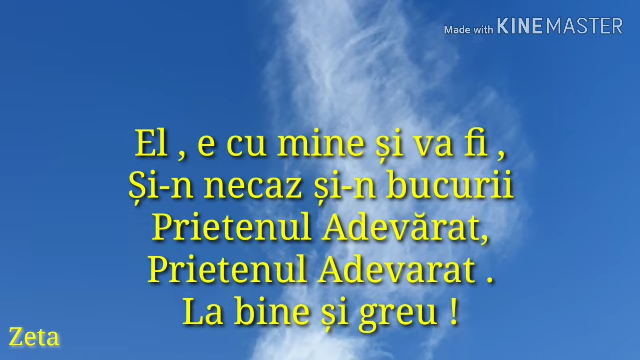 Made with KINEMASTER
El , e cu mine și va fi ,
Și-n necaz și-n bucurii
Prietenul Adevărat,
Prietenul Adevarat .
La bine și greu !
Zeta